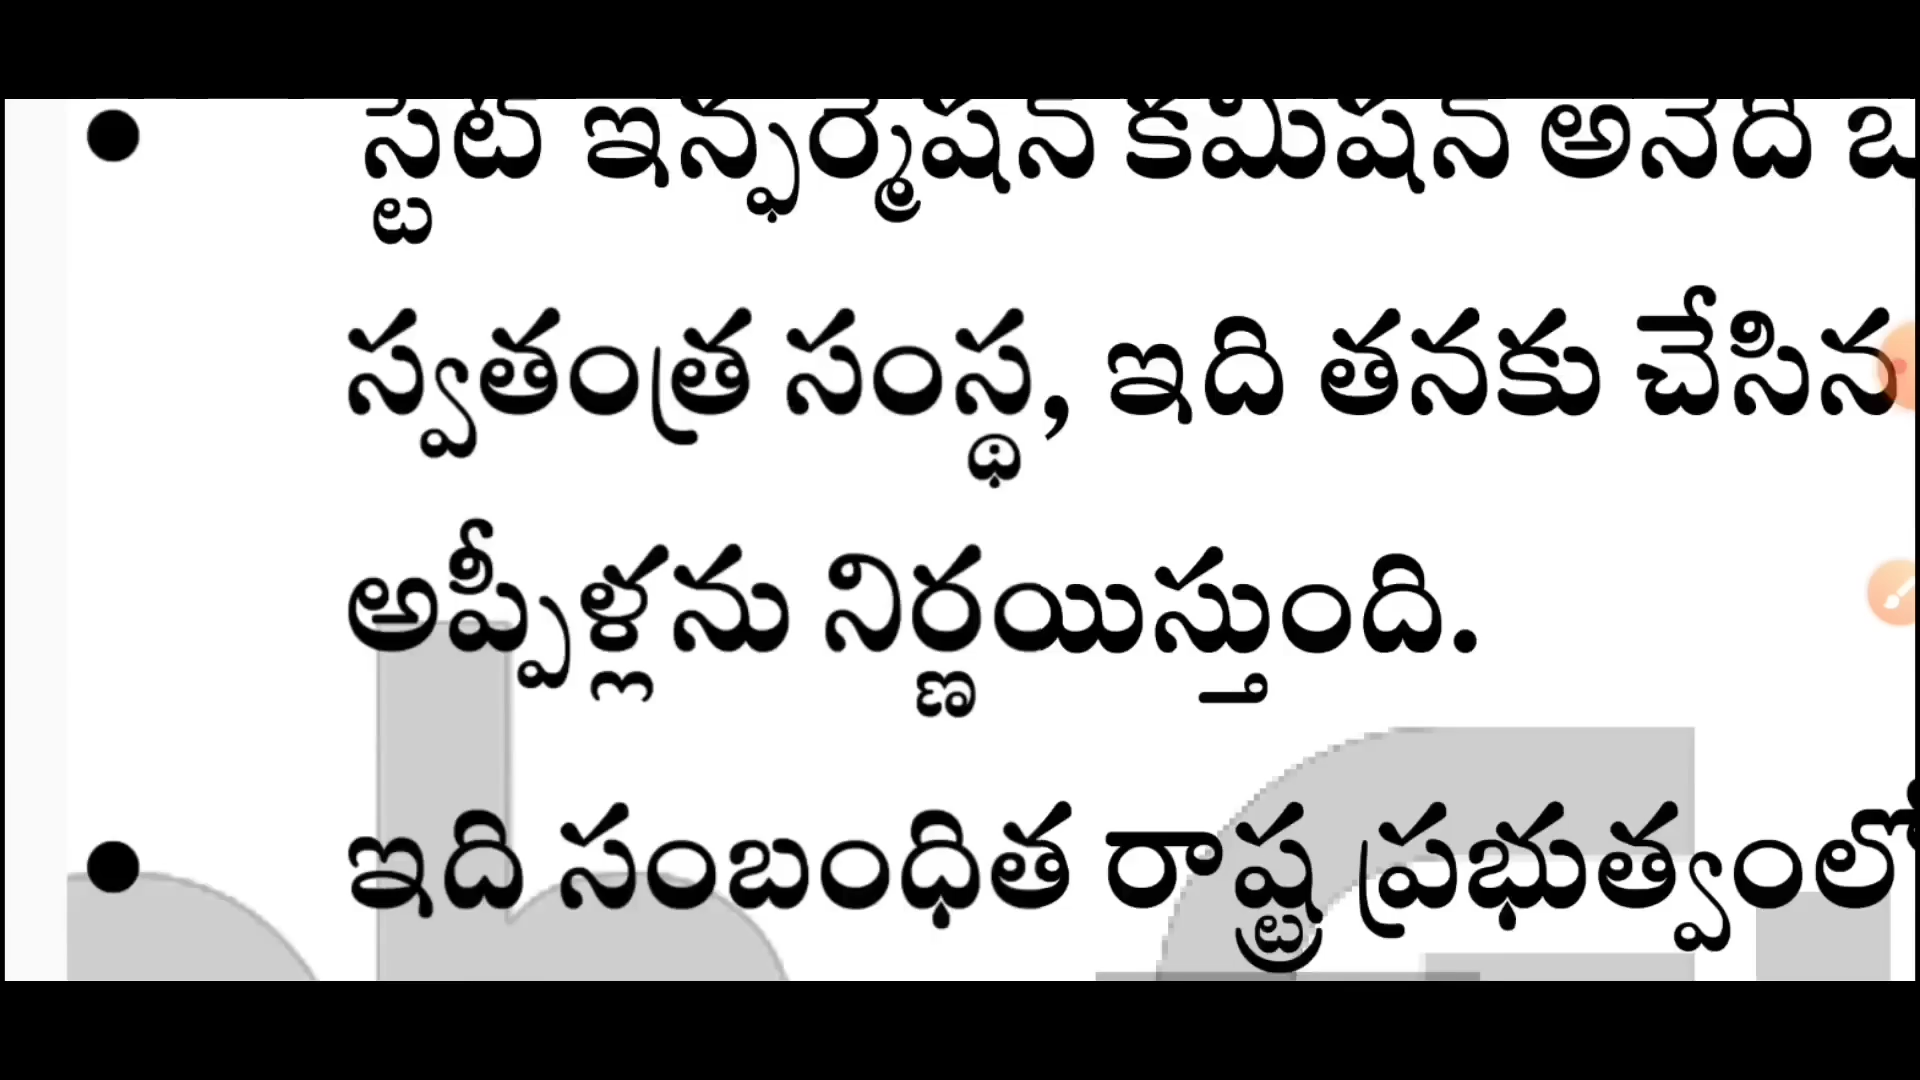 • స్టేట్ ఇన్ఫర్మేషన్ కమిషన్ అనేది
స్వతంత్ర సంస్థ, ఇది తనకు చేసిన
అప్పీళ్లను నిర్ణయిస్తుంది.
• ఇది సంబంధిత రాష్ట్ర ప్రభుత్వంలో